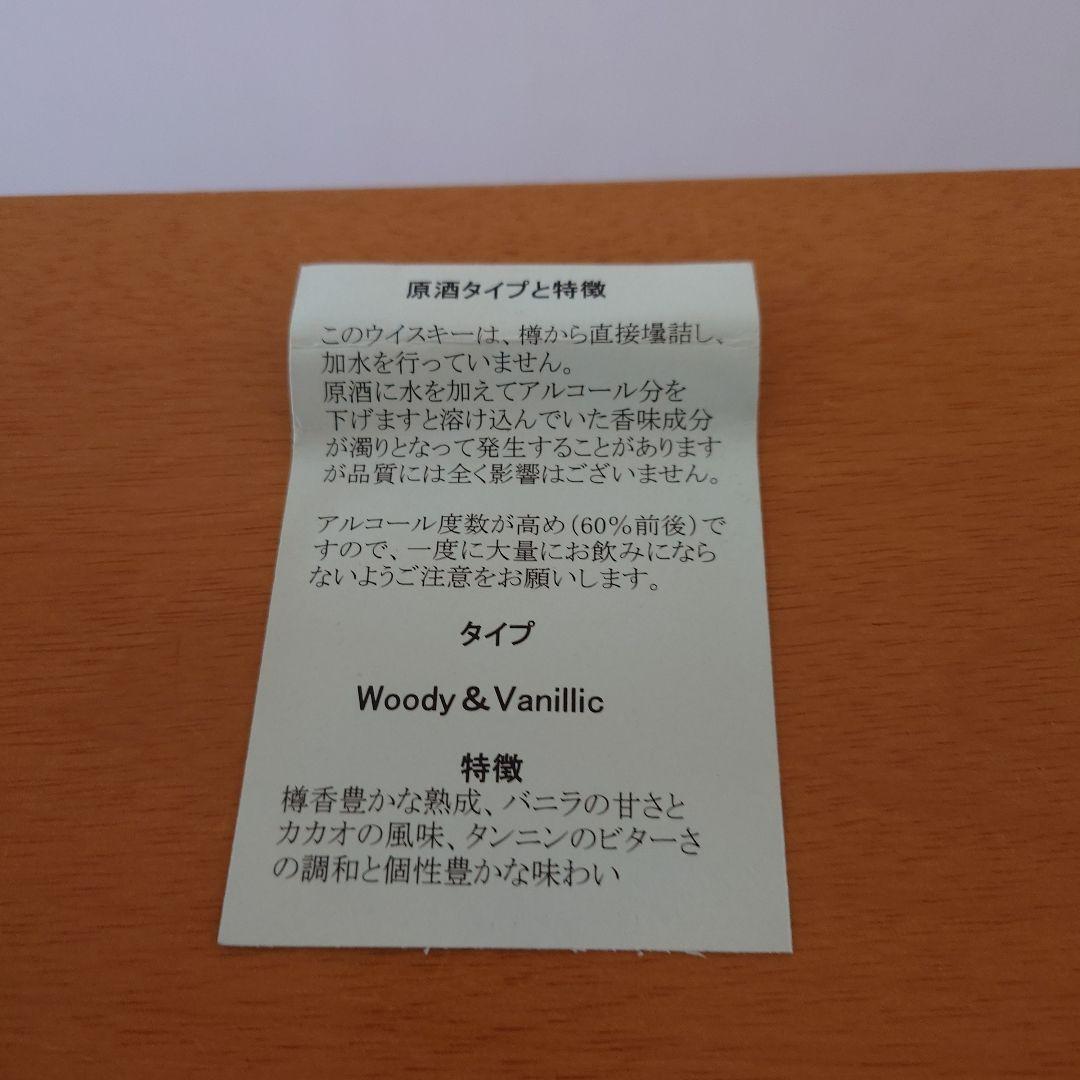 原酒タイプと特徴
このウイスキーは、樽から直接壜詰し、
加水を行っていません。
原酒に水を加えてアルコール分を
下げますと溶け込んでいた香味成分
が濁りとなって発生することがあります
が品質には全く影響はございません。
アルコール度数が高め(60%前後)で
すので、一度に大量にお飲みになら
ないようご注意をお願いします。
タイプ
Woody&Vanillic
特徴
樽香豊かな熟成、バニラの甘さと
カカオの風味、タンニンのビターさ
の調和と個性豊かな味わい